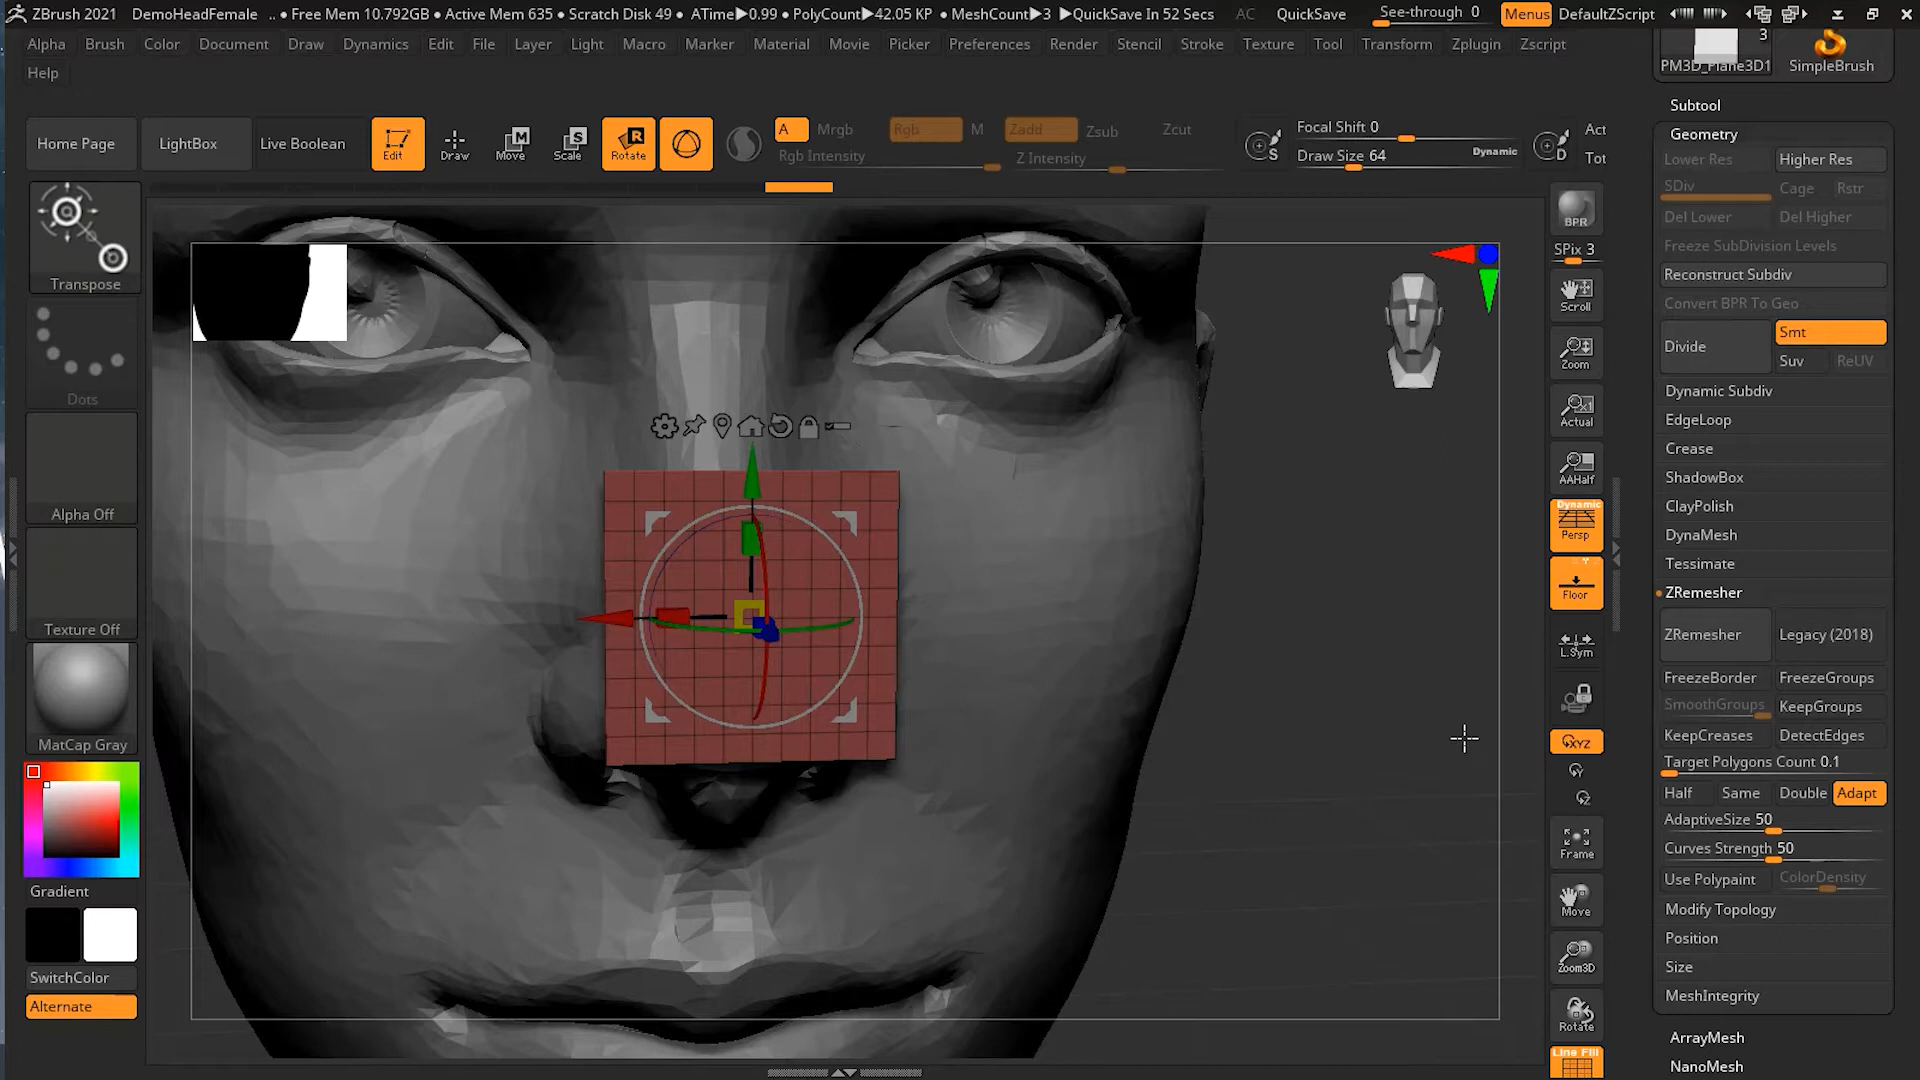 ZBrush 2021 DemoHeadFemale .. • Free Mem 10.792GB • Active Mem 635 • Scratch Disk 49 • ATime▶0.99 • PolyCount▶42.05 KP • MeshCount▶3 ▶QuickSave In 52 Secs AC QuickSave See-through 0 Menus DefaultZScript
Alpha Brush Color Document Draw Dynamics Edit File Layer Light Macro Marker Material Movie Picker Preferences Render Stencil Stroke Texture Tool Transform Zplugin Zscript
Help
3
PM3D_Plane3D1 SimpleBrush
Home Page LightBox Live Boolean Edit Draw Move Scale Rotate
M S R
A Mrgb Rgb M Zadd Zsub Zcut
Rgb Intensity Z Intensity
S Focal Shift 0
Draw Size 64 Dynamic
D Act
Tot
Transpose
Dots
Alpha Off
Texture Off
MatCap Gray
Gradient
SwitchColor
Alternate
BPR
SPix 3
Scroll
Zoom
Actual
AAHalf
Dynamic
Persp
Floor
L.Sym
XYZ
Y
Z
Frame
Move
Zoom3D
Rotate
Line Fill
Subtool
Geometry
Lower Res Higher Res
SDiv Cage Rstr
Del Lower Del Higher
Freeze SubDivision Levels
Reconstruct Subdiv
Convert BPR To Geo
Divide Smt
Suv ReUV
Dynamic Subdiv
EdgeLoop
Crease
ShadowBox
ClayPolish
DynaMesh
Tessimate
ZRemesher
ZRemesher Legacy (2018)
FreezeBorder FreezeGroups
SmoothGroups KeepGroups
KeepCreases DetectEdges
Target Polygons Count 0.1
Half Same Double Adapt
AdaptiveSize 50
Curves Strength 50
Use Polypaint ColorDensity
Modify Topology
Position
Size
MeshIntegrity
ArrayMesh
NanoMesh